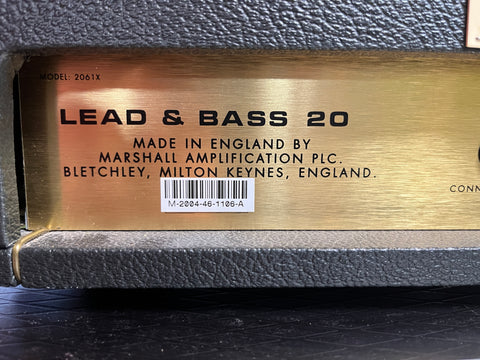 MODEL: 2061X
LEAD & BASS 20
MADE IN ENGLAND BY
MARSHALL AMPLIFICATION PLC.
BLETCHLEY, MILTON KEYNES, ENGLAND.
M-2004-46-1106-A
CONN